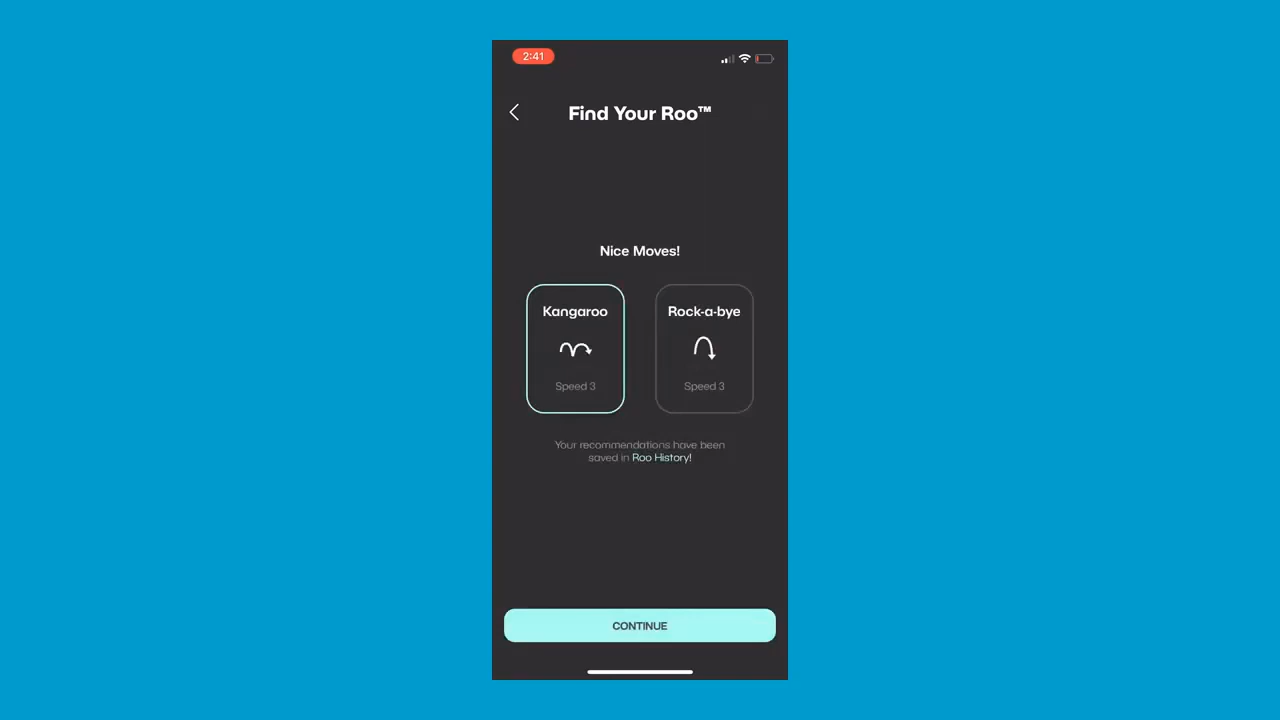 2:41
Find Your Roo™
Nice Moves!
Kangaroo
Speed 3
Rock-a-bye
Speed 3
Your recommendations have been
saved in Roo History!
CONTINUE